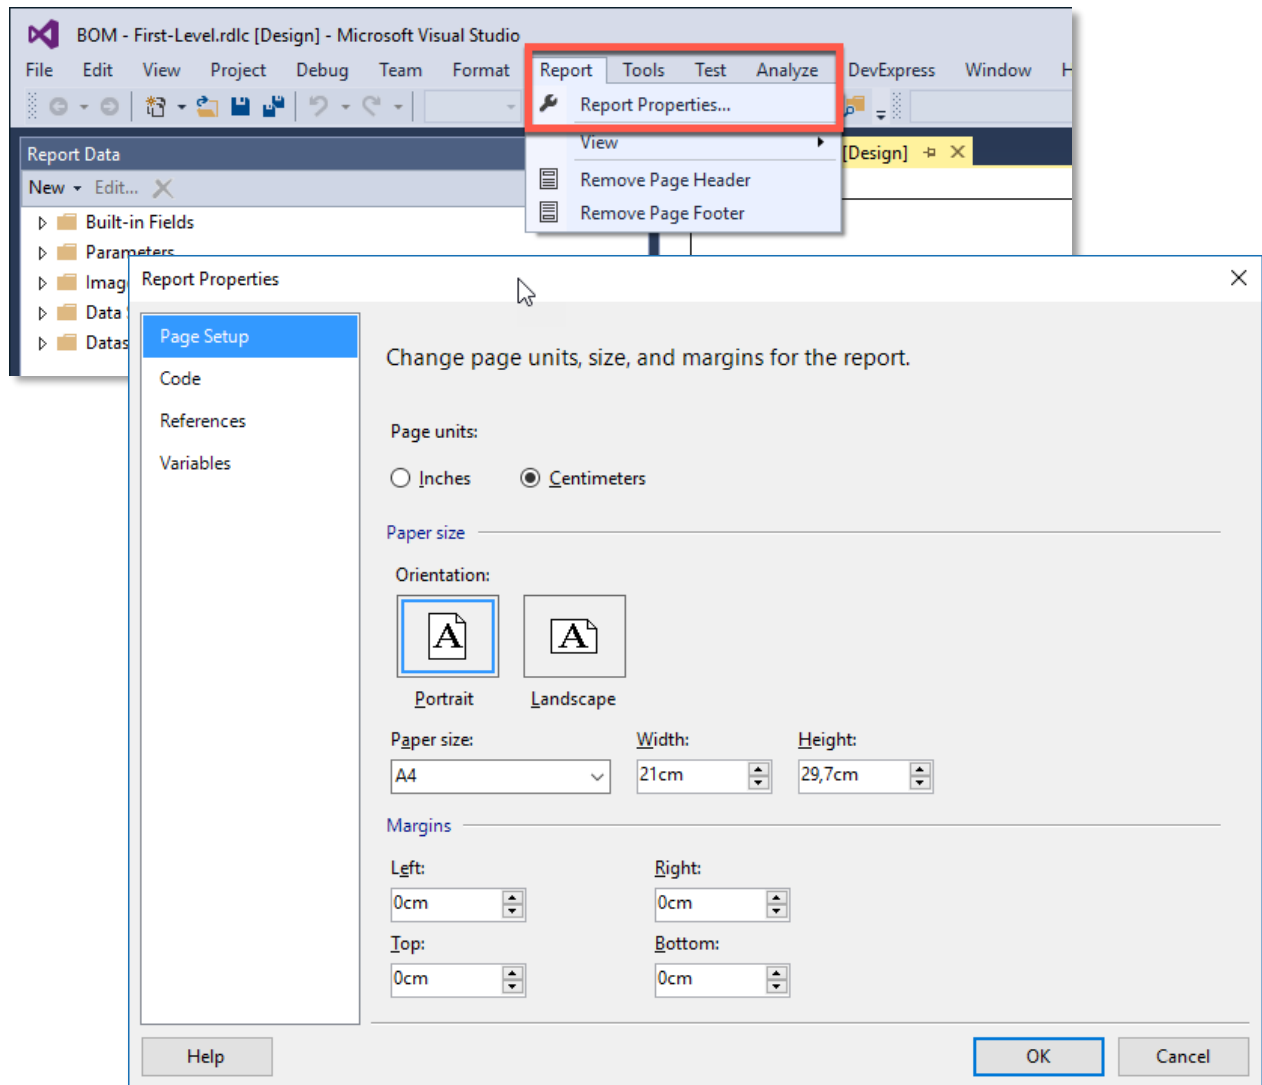 BOM - First-Level.rdlc [Design] - Microsoft Visual Studio
File Edit View Project Debug Team Format Report Tools Test Analyze DevExpress Window
Report Properties...
Report Data
View
[Design]
New Edit...
Remove Page Header
Built-in Fields
Remove Page Footer
Parameters
Report Properties
Data
Page Setup
Change page units, size, and margins for the report.
Code
References
Page units:
Variables
Inches Centimeters
Paper size
Orientation:
A A
Portrait Landscape
Paper size: Width: Height:
A4 21cm 29,7cm
Margins
Left: Right:
0cm 0cm
Top: Bottom:
0cm 0cm
Help OK Cancel